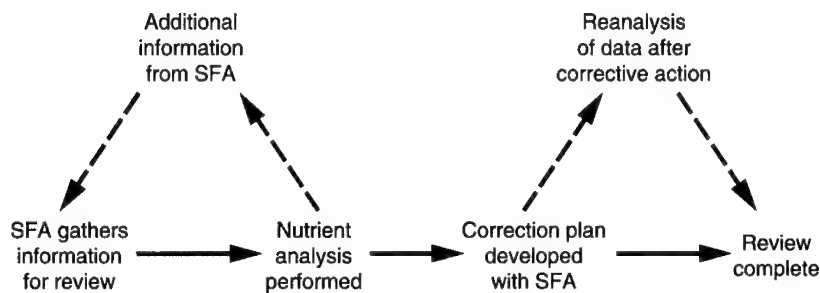 Additional
information
from SFA
Reanalysis
of data after
corrective action
SFA gathers
information
for review
Nutrient
analysis
performed
Correction plan
developed
with SFA
Review
complete